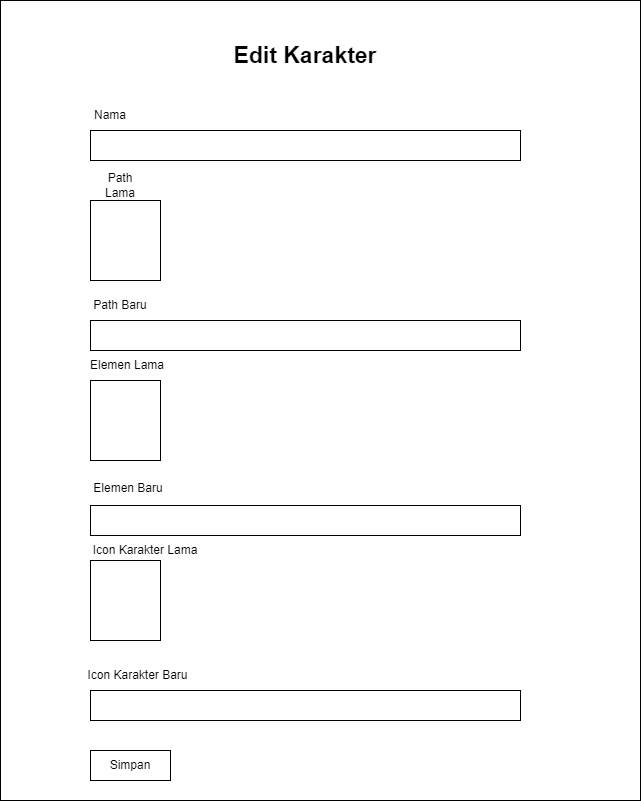 Edit Karakter
Nama
Path
Lama
Path Baru
Elemen Lama
Elemen Baru
Icon Karakter Lama
Icon Karakter Baru
Simpan